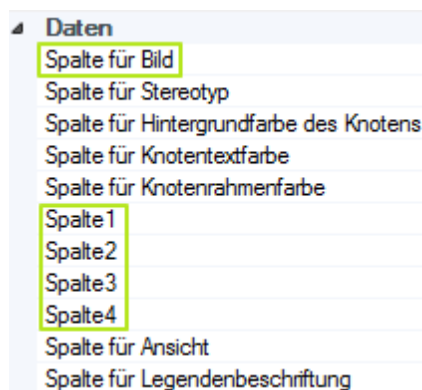 Daten
Spalte für Bild
Spalte für Stereotyp
Spalte für Hintergrundfarbe des Knotens
Spalte für Knotentextfarbe
Spalte für Knotenrahmenfarbe
Spalte1
Spalte2
Spalte3
Spalte4
Spalte für Ansicht
Spalte für Legendenbeschriftung